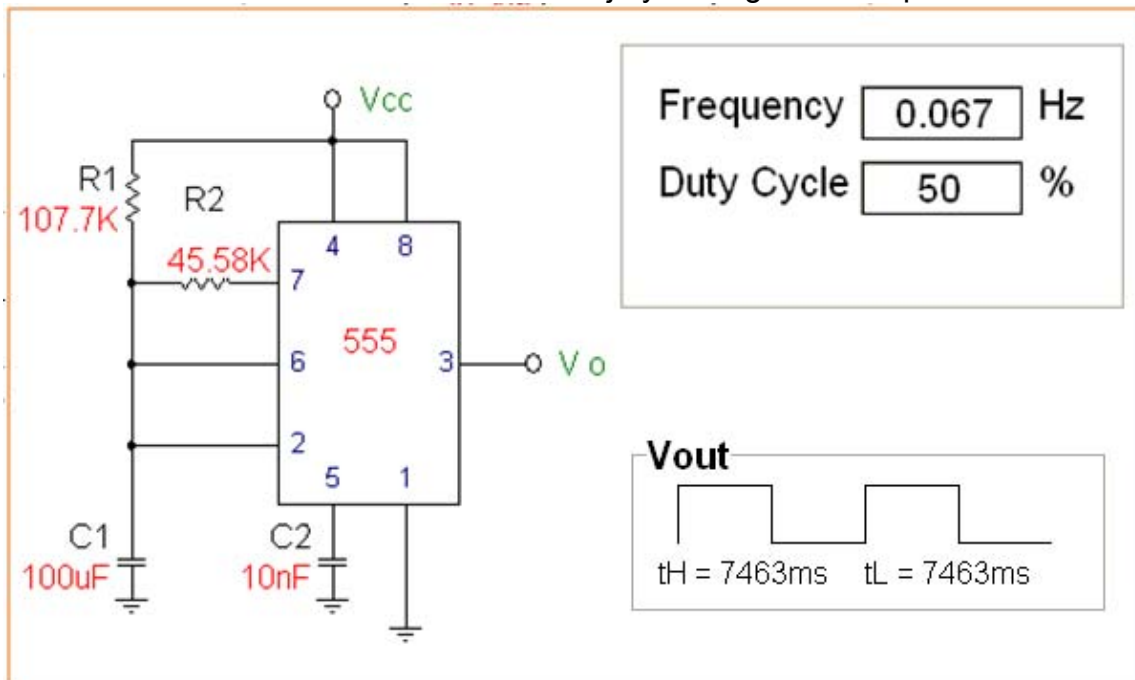 Vcc
R1
107.7K
R2
45.58K
4 8
7
555
6
3
V o
2
5 1
C1
100uF
C2
10nF
Frequency 0.067 Hz
Duty Cycle 50 %
Vout
tH = 7463ms tL = 7463ms